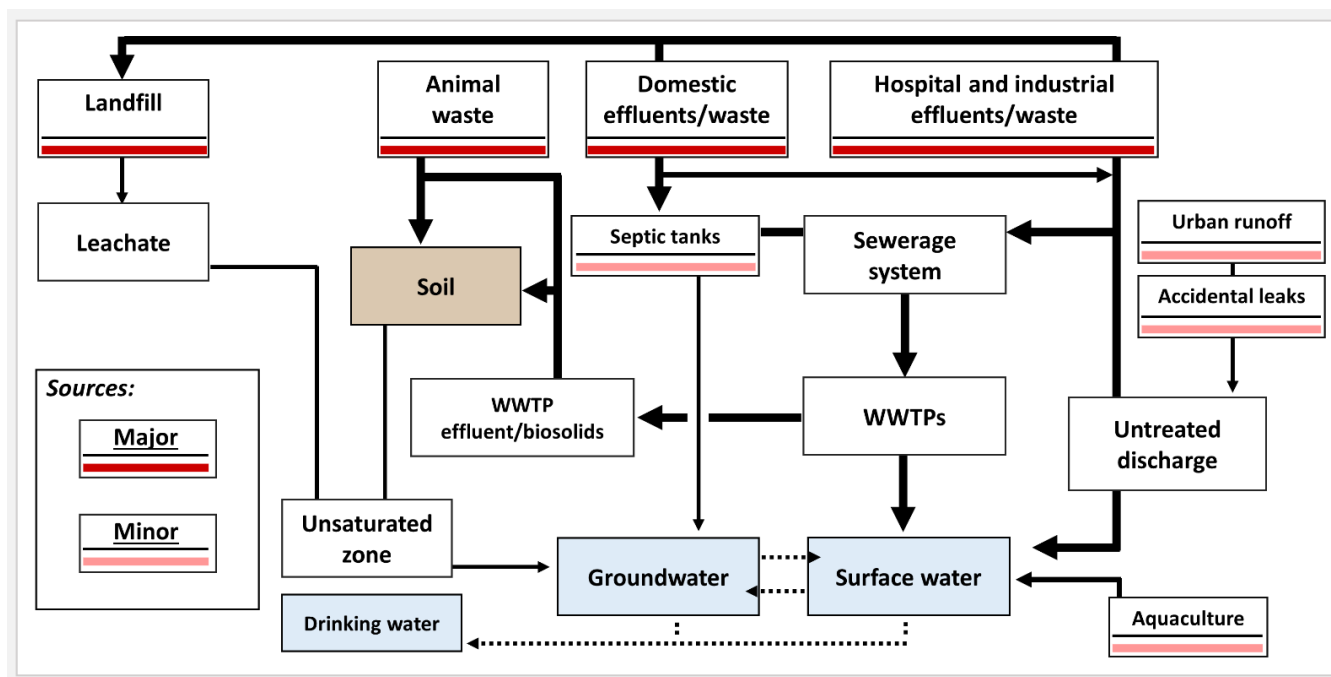 Landfill
Animal
waste
Domestic
effluents/waste
Hospital and industrial
effluents/waste
Leachate
Soil
Septic tanks
Sewerage
system
Urban runoff
Accidental leaks
Sources:
Major
Minor
WWTP
effluent/biosolids
WWTPs
Untreated
discharge
Unsaturated
zone
Groundwater
Surface water
Drinking water
Aquaculture